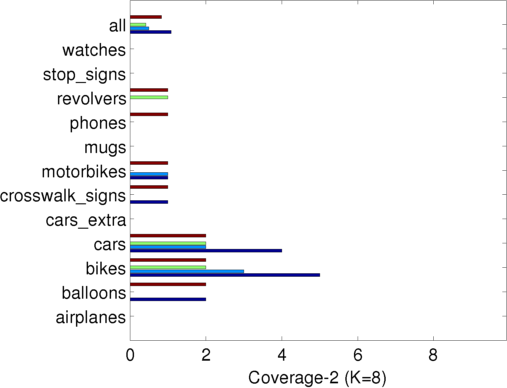 all
watches
stop_signs
revolvers
phones
mugs
motorbikes
crosswalk_signs
cars_extra
cars
bikes
balloons
airplanes
0 2 4 6 8
Coverage-2 (K=8)